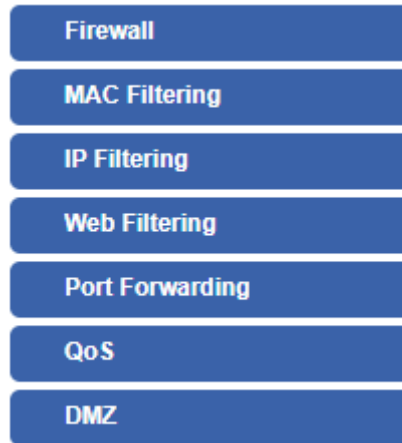 Firewall
MAC Filtering
IP Filtering
Web Filtering
Port Forwarding
QoS
DMZ